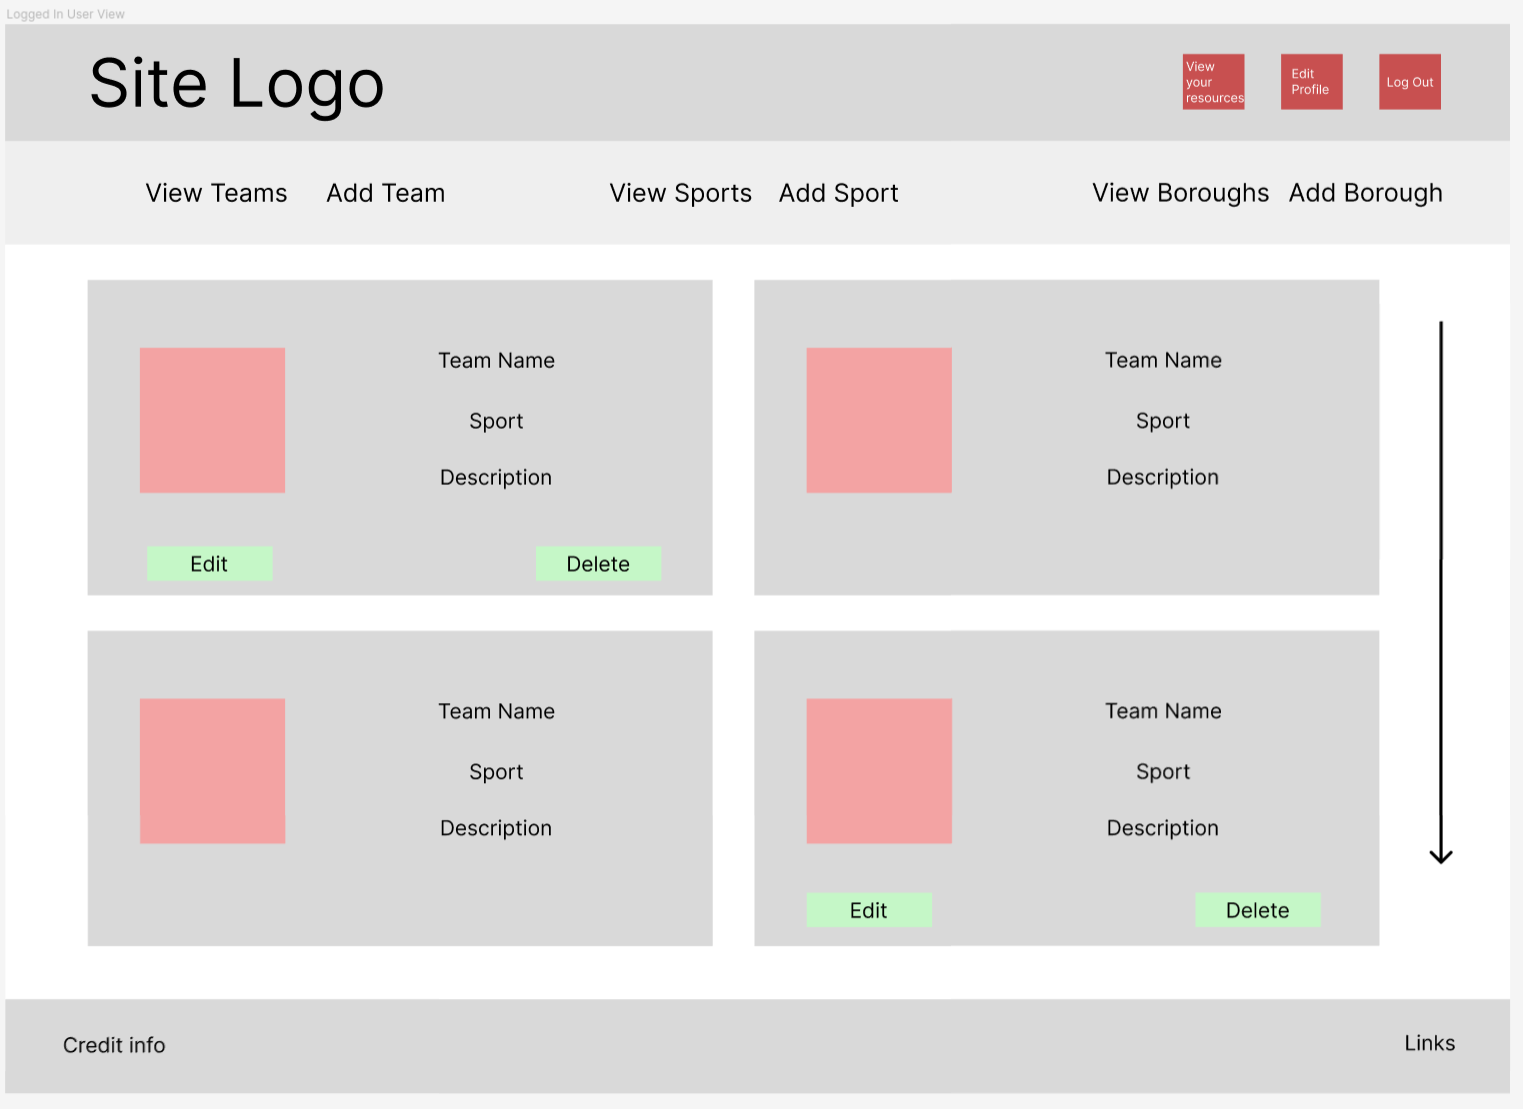 Logged In User View
Site Logo
View
your
resources
Edit
Profile
Log Out
View Teams
Add Team
View Sports
Add Sport
View Boroughs
Add Borough
Team Name
Sport
Description
Edit
Delete
Team Name
Sport
Description
Team Name
Sport
Description
Team Name
Sport
Description
Edit
Delete
Credit info
Links